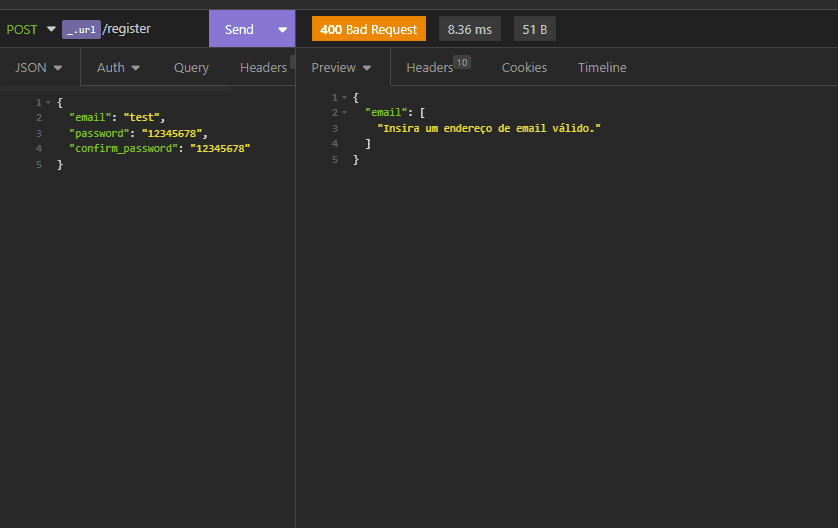 POST _.url /register Send 400 Bad Request 8.36 ms 51 B
JSON Auth Query Headers Preview Headers 10 Cookies Timeline
1 {
2 "email": "test",
3 "password": "12345678",
4 "confirm_password": "12345678"
5 }
1 {
2 "email": [
3 "Insira um endereço de email válido."
4 ]
5 }